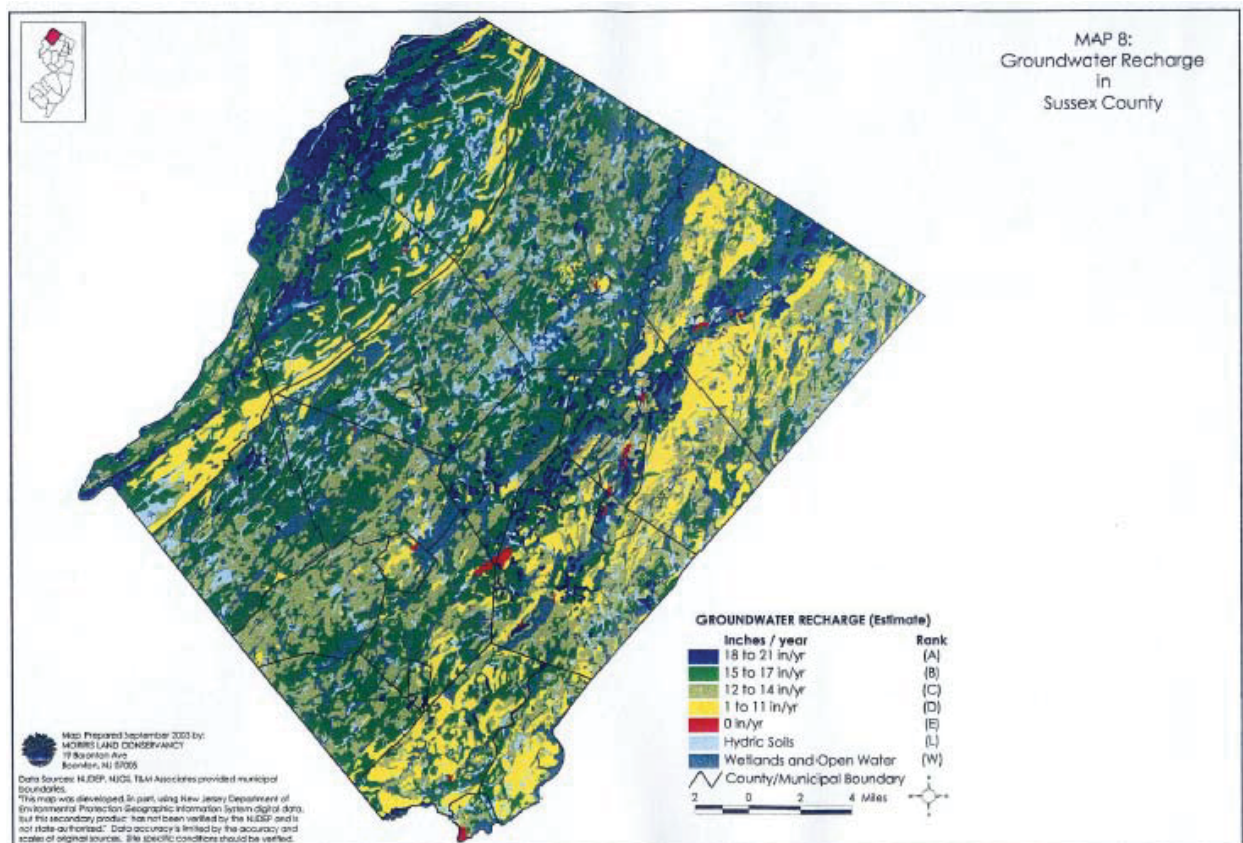 MAP 8:
Groundwater Recharge
in
Sussex County
GROUNDWATER RECHARGE (Estimate)
Inches / year Rank
18 to 21 in/yr (A)
15 to 17 in/yr (B)
12 to 14 in/yr (C)
1 to 11 in/yr (D)
0 in/yr (E)
Hydric Soils (L)
Wetlands and Open Water (W)
County/Municipal Boundary
2 0 2 4 Miles
Map Prepared September 2003 by:
MORRIS LAND CONSERVANCY
19 Boonton Ave
Boonton, NJ 07005
Data Sources: NJDEP, NJGS, T&M Associates provided municipal
boundaries.
"This map was developed, in part, using New Jersey Department of
Environmental Protection Geographic Information System digital data,
but this secondary product has not been verified by the NJDEP and is
not state-authorized." Data accuracy is limited by the accuracy and
scales of original sources. Site specific conditions should be verified.